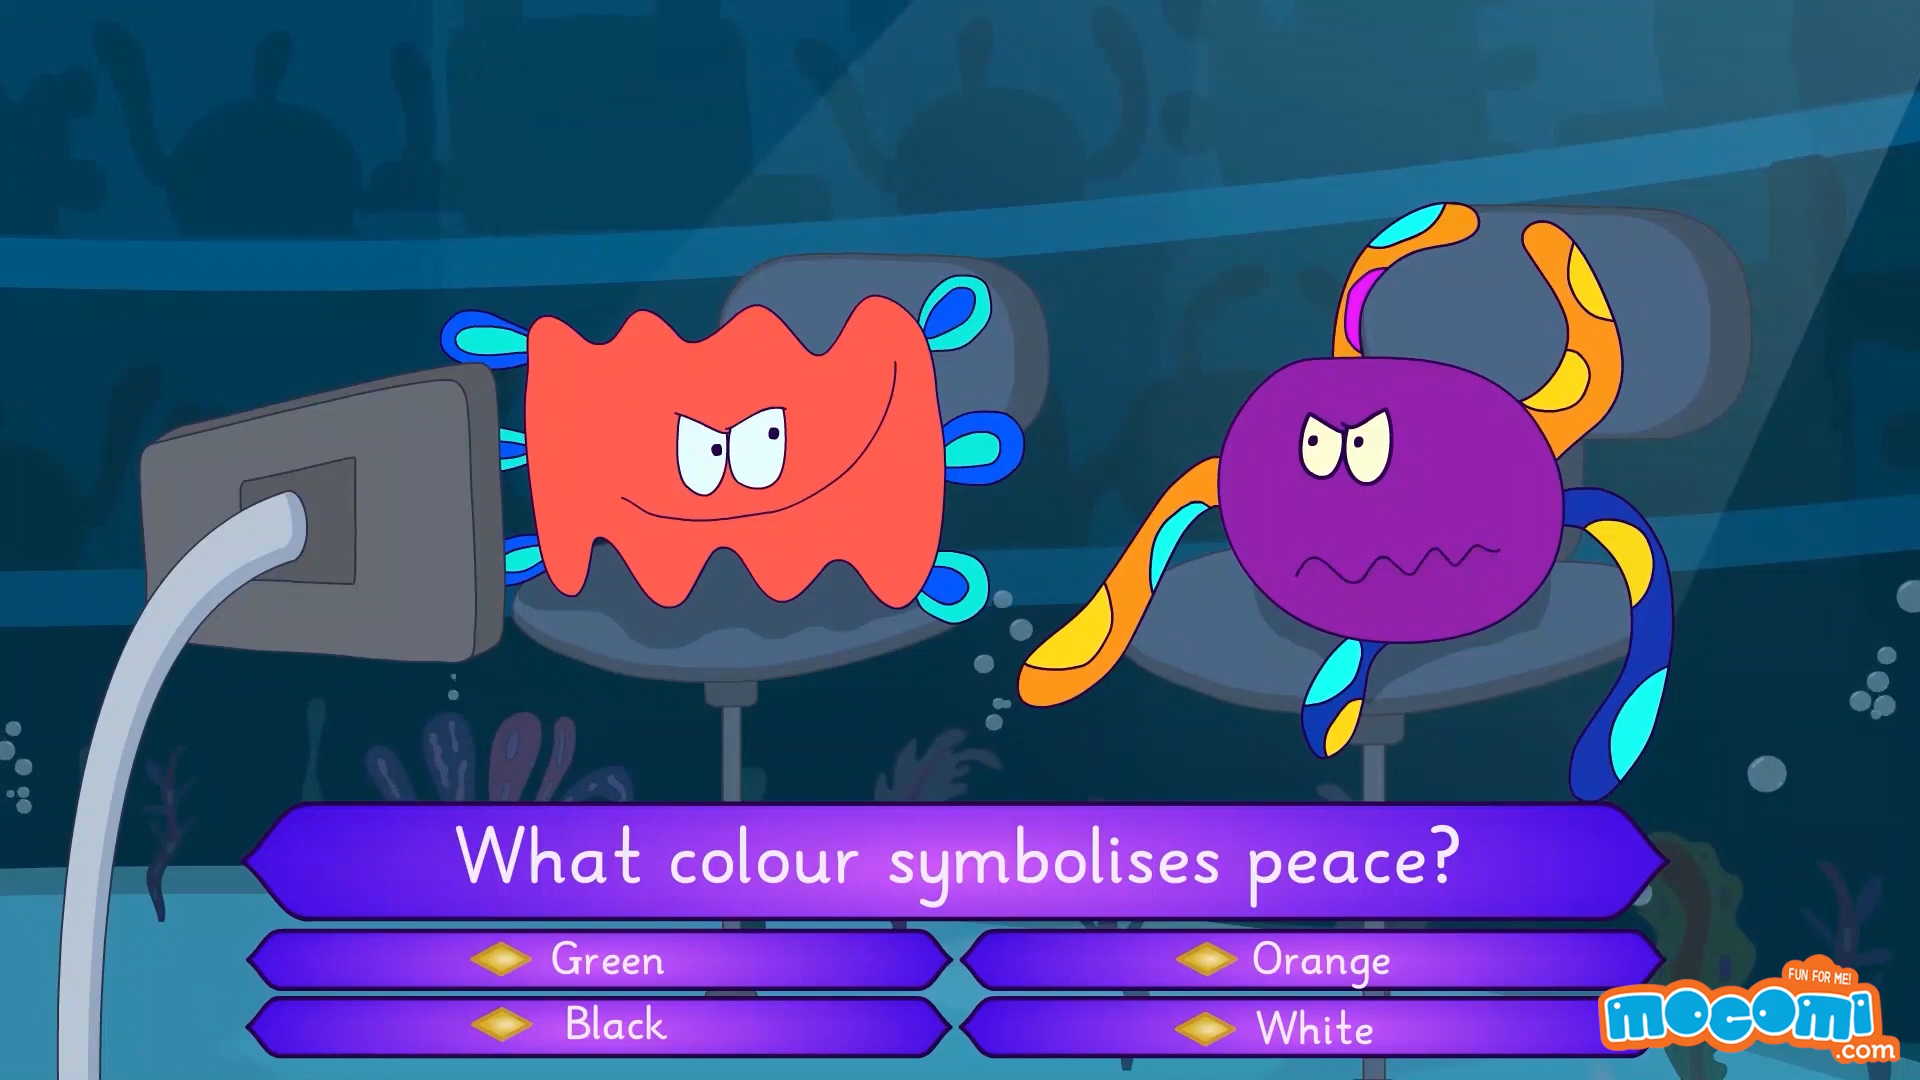 What colour symbolises peace?
Green
Orange
Black
White
FUN FOR ME!
mocomi
.com